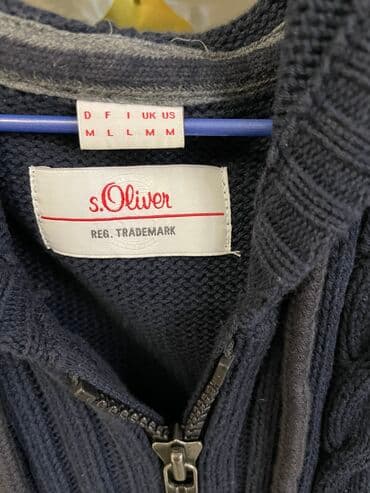 D F I UK US
M L L M M
s.Oliver
REG. TRADEMARK